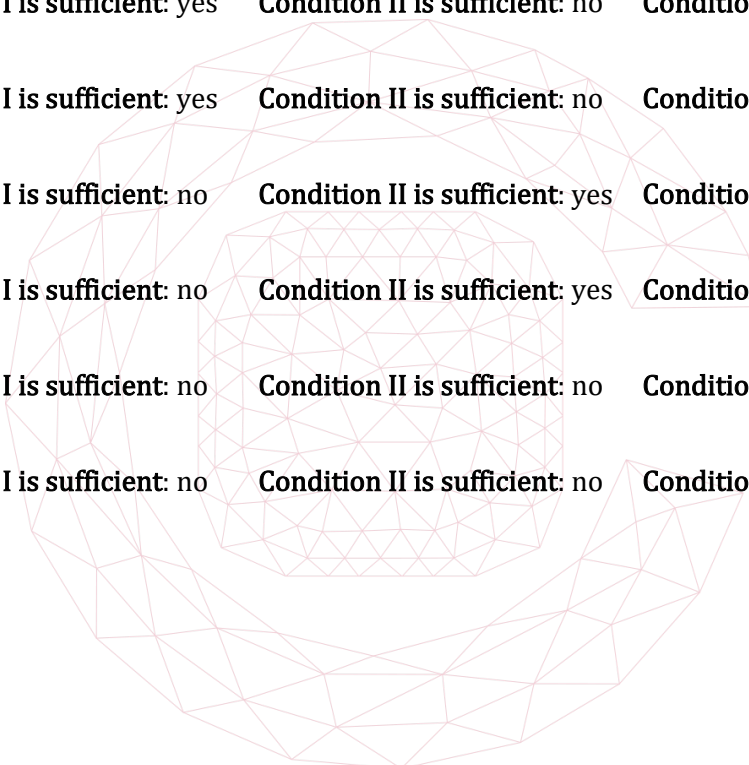 I is sufficient: yes Condition II is sufficient: no Conditio
I is sufficient: yes Condition II is sufficient: no Conditio
I is sufficient: no Condition II is sufficient: yes Conditio
I is sufficient: no Condition II is sufficient: yes Conditio
I is sufficient: no Condition II is sufficient: no Conditio
I is sufficient: no Condition II is sufficient: no Conditio